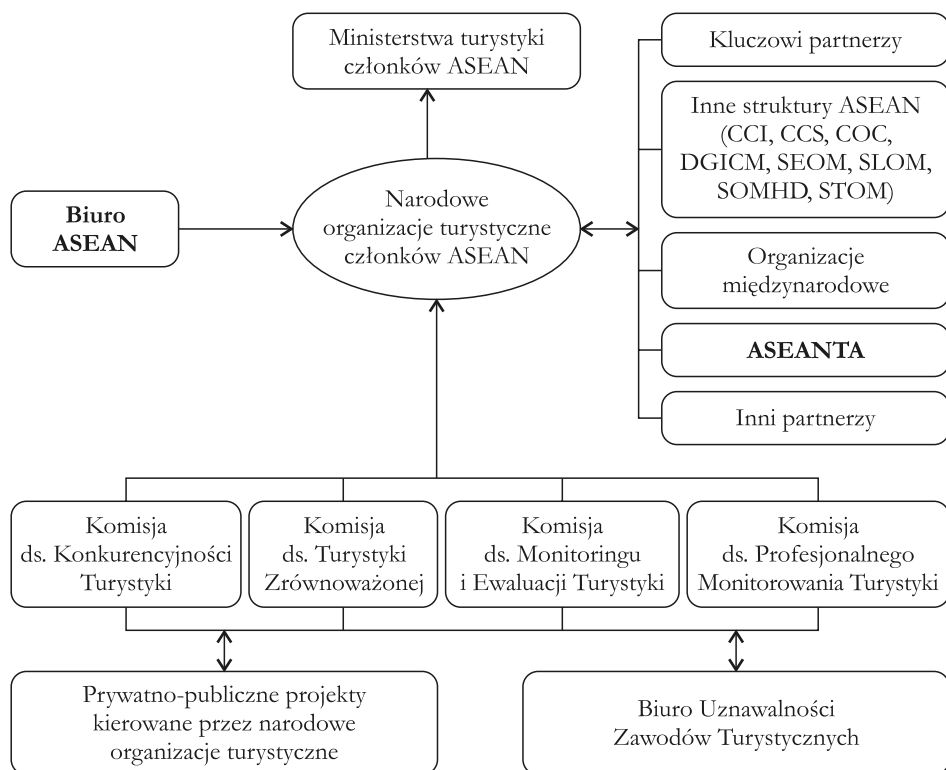 Ministerstwa turystyki
członków ASEAN
Kluczowi partnerzy
Inne struktury ASEAN
(CCI, CCS, COC,
DGICM, SEOM, SLOM,
SOMHD, STOM)
Biuro
ASEAN
Narodowe
organizacje turystyczne
członków ASEAN
Organizacje
międzynarodowe
ASEANTA
Inni partnerzy
Komisja
ds. Konkurencyjności
Turystyki
Komisja
ds. Turystyki
Zrównoważonej
Komisja
ds. Monitoringu
i Ewaluacji Turystyki
Komisja
ds. Profesjonalnego
Monitorowania Turystyki
Prywatno-publiczne projekty
kierowane przez narodowe
organizacje turystyczne
Biuro Uznawalności
Zawodów Turystycznych